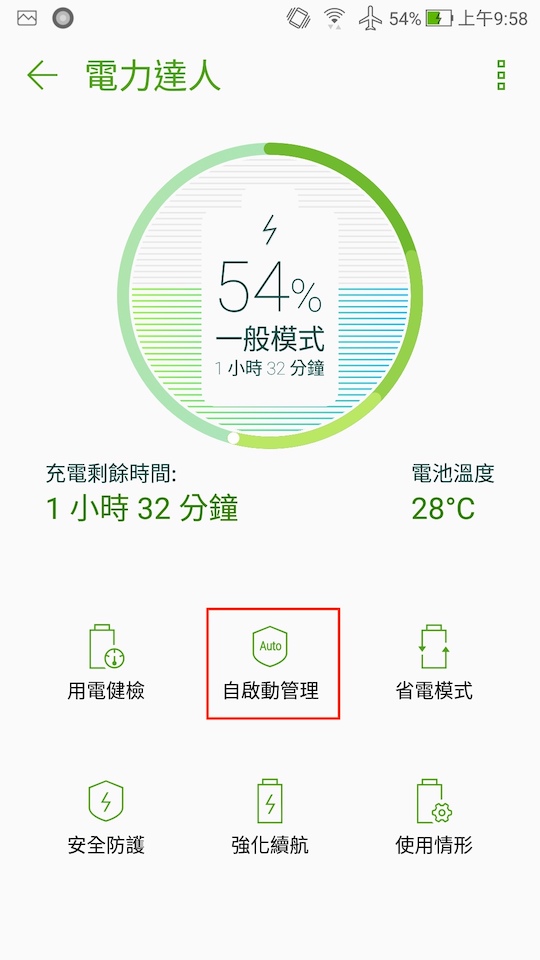 54% 上午9:58
電力達人
54%
一般模式
1 小時 32 分鐘
充電剩餘時間: 電池溫度
1 小時 32 分鐘 28°C
Auto
用電健檢 自啟動管理 省電模式
安全防護 強化續航 使用情形